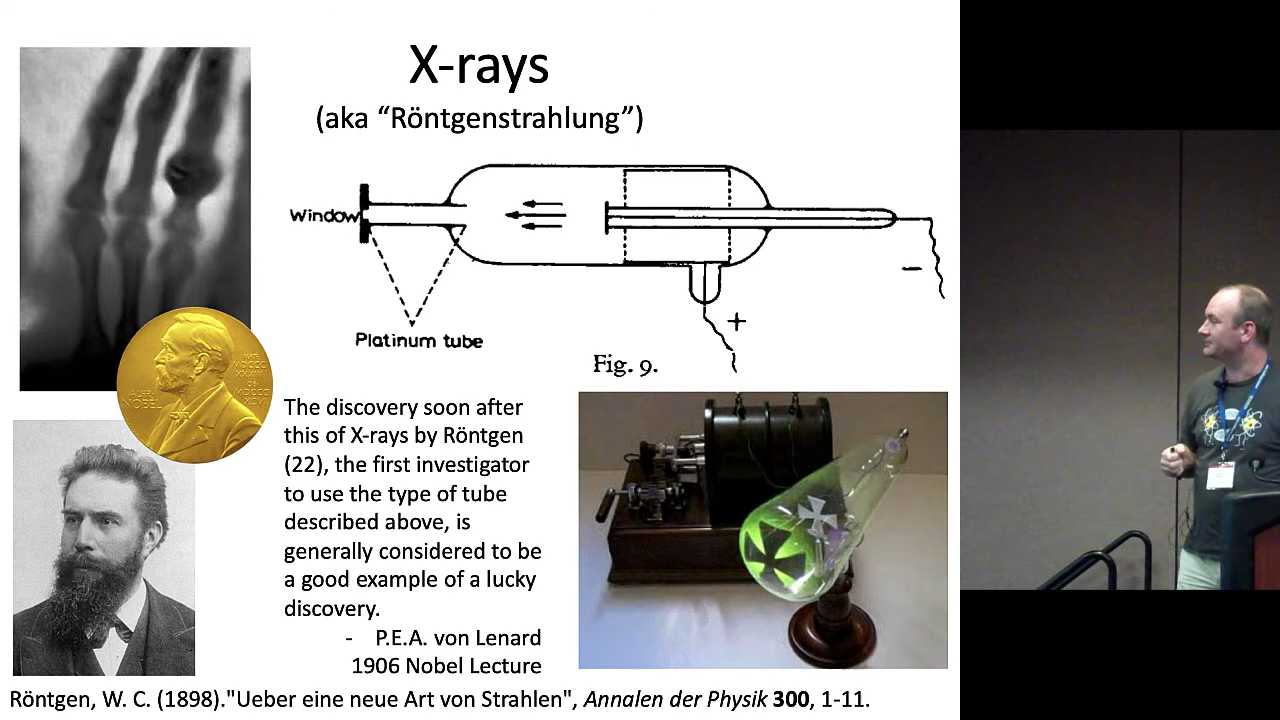 X-rays
(aka “Röntgenstrahlung”)
Window
Platinum tube
−
+
Fig. 9.
The discovery soon after
this of X-rays by Röntgen
(22), the first investigator
to use the type of tube
described above, is
generally considered to be
a good example of a lucky
discovery.
- P.E.A. von Lenard
1906 Nobel Lecture
Röntgen, W. C. (1898)."Ueber eine neue Art von Strahlen", Annalen der Physik 300, 1-11.